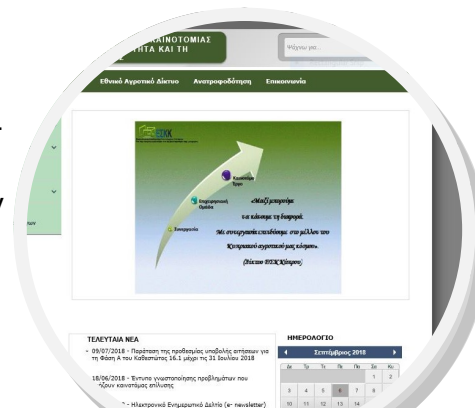 ΚΑΙΝΟΤΟΜΙΑΣ
ΚΑΙ ΤΗ
Ψάχνω για...
Εθνικό Αγροτικό Δίκτυο Ανατροφοδότηση Επικοινωνία
ΕΣΚΚ
Καινοτόμο
Έργο
Επιχειρησιακή
Ομάδα
Συνεργασία
«Μαζί μπορούμε
να κάνουμε τη διαφορά.
Με συνεργασία επενδύουμε στο μέλλον του
Κυπριακού αγροτικού μας κόσμου».
(Δίκτυο ΕΣΚ Κύπρου)
ΤΕΛΕΥΤΑΙΑ ΝΕΑ
09/07/2018 - Παράταση της προθεσμίας υποβολής αιτήσεων για
τη Φάση Α του Καθεστώτος 16.1 μέχρι τις 31 Ιουλίου 2018
18/06/2018 - Έντυπο γνωστοποίησης προβλημάτων που
χρήζουν καινοτόμας επίλυσης
- Ηλεκτρονικό Ενημερωτικό Δελτίο (e- newsletter)
ΗΜΕΡΟΛΟΓΙΟ
Σεπτέμβριος 2018
Δε Τρ Τε Πε Πα Σα Κυ
1 2
3 4 5 6 7 8
10 11 12 13 14